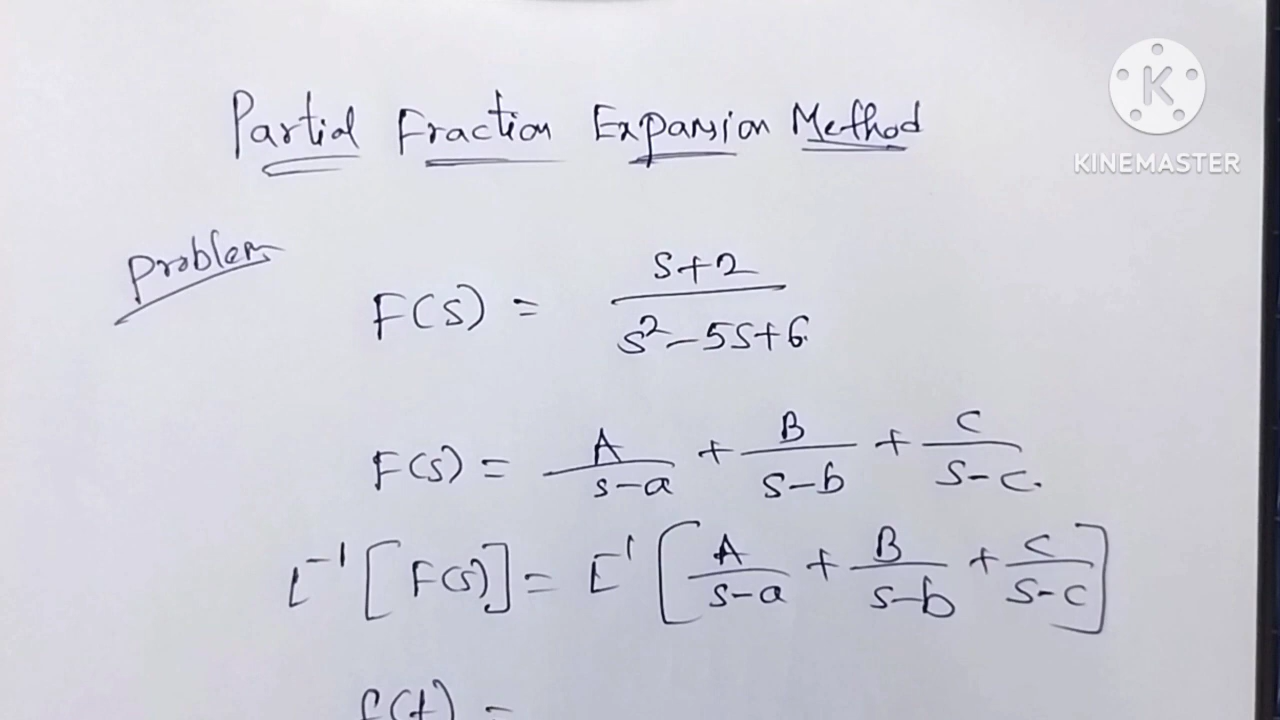 Partial Fraction Expansion Method
K
KINEMASTER
Problem
F(s) = s+2 / s²-5s+6
F(s) = A/s-a + B/s-b + C/s-c.
L⁻¹[F(s)] = L⁻¹[A/s-a + B/s-b + C/s-c]
f(t) =